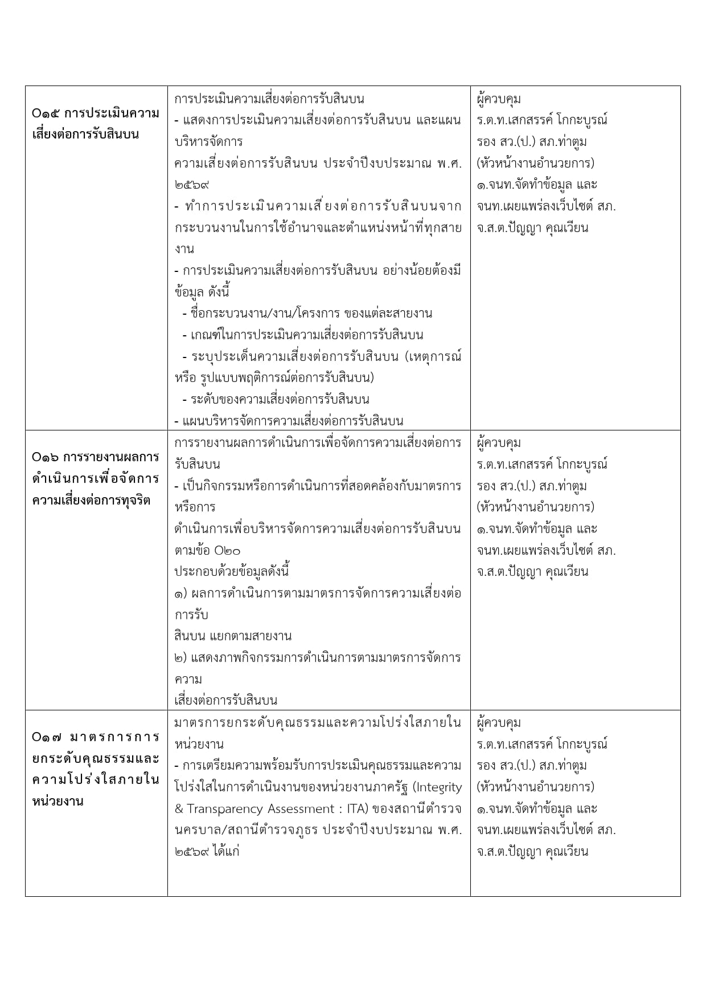 O๑๕ การประเมินความ
เสี่ยงต่อการรับสินบน
การประเมินความเสี่ยงต่อการรับสินบน
- แสดงการประเมินความเสี่ยงต่อการรับสินบน และแผน
บริหารจัดการ
ความเสี่ยงต่อการรับสินบน ประจำปีงบประมาณ พ.ศ.
๒๕๖๙
- ทำการประเมินความเสี่ยงต่อการรับสินบนจาก
กระบวนงานในการใช้อำนาจและตำแหน่งหน้าที่ทุกสาย
งาน
- การประเมินความเสี่ยงต่อการรับสินบน อย่างน้อยต้องมี
ข้อมูล ดังนี้
- ชื่อกระบวนงาน/งาน/โครงการ ของแต่ละสายงาน
- เกณฑ์ในการประเมินความเสี่ยงต่อการรับสินบน
- ระบุประเด็นความเสี่ยงต่อการรับสินบน (เหตุการณ์
หรือ รูปแบบพฤติการณ์ต่อการรับสินบน)
- ระดับของความเสี่ยงต่อการรับสินบน
- แผนบริหารจัดการความเสี่ยงต่อการรับสินบน
ผู้ควบคุม
ร.ต.ท.เสกสรรค์ โกกะบูรณ์
รอง สว.(ป.) สภ.ท่าตูม
(หัวหน้างานอำนวยการ)
๑.จนท.จัดทำข้อมูล และ
จนท.เผยแพร่ลงเว็บไซต์ สภ.
จ.ส.ต.ปัญญา คุณเวียน
O๑๖ การรายงานผลการ
ดำเนินการเพื่อจัดการ
ความเสี่ยงต่อการทุจริต
การรายงานผลการดำเนินการเพื่อจัดการความเสี่ยงต่อการ
รับสินบน
- เป็นกิจกรรมหรือการดำเนินการที่สอดคล้องกับมาตรการ
หรือการ
ดำเนินการเพื่อบริหารจัดการความเสี่ยงต่อการรับสินบน
ตามข้อ O๒๐
ประกอบด้วยข้อมูลดังนี้
๑) ผลการดำเนินการตามมาตรการจัดการความเสี่ยงต่อ
การรับ
สินบน แยกตามสายงาน
๒) แสดงภาพกิจกรรมการดำเนินการตามมาตรการจัดการ
ความ
เสี่ยงต่อการรับสินบน
ผู้ควบคุม
ร.ต.ท.เสกสรรค์ โกกะบูรณ์
รอง สว.(ป.) สภ.ท่าตูม
(หัวหน้างานอำนวยการ)
๑.จนท.จัดทำข้อมูล และ
จนท.เผยแพร่ลงเว็บไซต์ สภ.
จ.ส.ต.ปัญญา คุณเวียน
O๑๗ มาตรการการ
ยกระดับคุณธรรมและ
ความโปร่งใสภายใน
หน่วยงาน
มาตรการยกระดับคุณธรรมและความโปร่งใสภายใน
หน่วยงาน
- การเตรียมความพร้อมรับการประเมินคุณธรรมและความ
โปร่งใสในการดำเนินงานของหน่วยงานภาครัฐ (Integrity
& Transparency Assessment : ITA) ของสถานีตำรวจ
นครบาล/สถานีตำรวจภูธร ประจำปีงบประมาณ พ.ศ.
๒๕๖๙ ได้แก่
ผู้ควบคุม
ร.ต.ท.เสกสรรค์ โกกะบูรณ์
รอง สว.(ป.) สภ.ท่าตูม
(หัวหน้างานอำนวยการ)
๑.จนท.จัดทำข้อมูล และ
จนท.เผยแพร่ลงเว็บไซต์ สภ.
จ.ส.ต.ปัญญา คุณเวียน